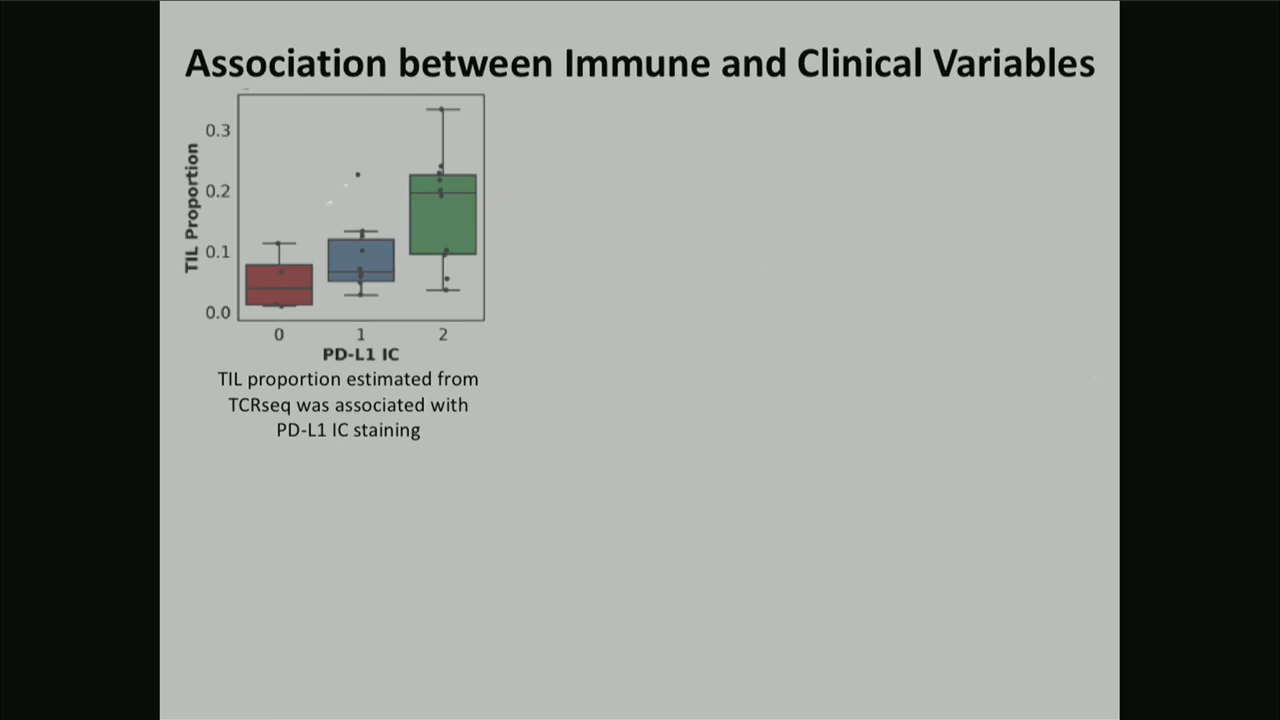 Association between Immune and Clinical Variables
0.3
0.2
0.1
0.0
TIL Proportion
0 1 2
PD-L1 IC
TIL proportion estimated from
TCRseq was associated with
PD-L1 IC staining